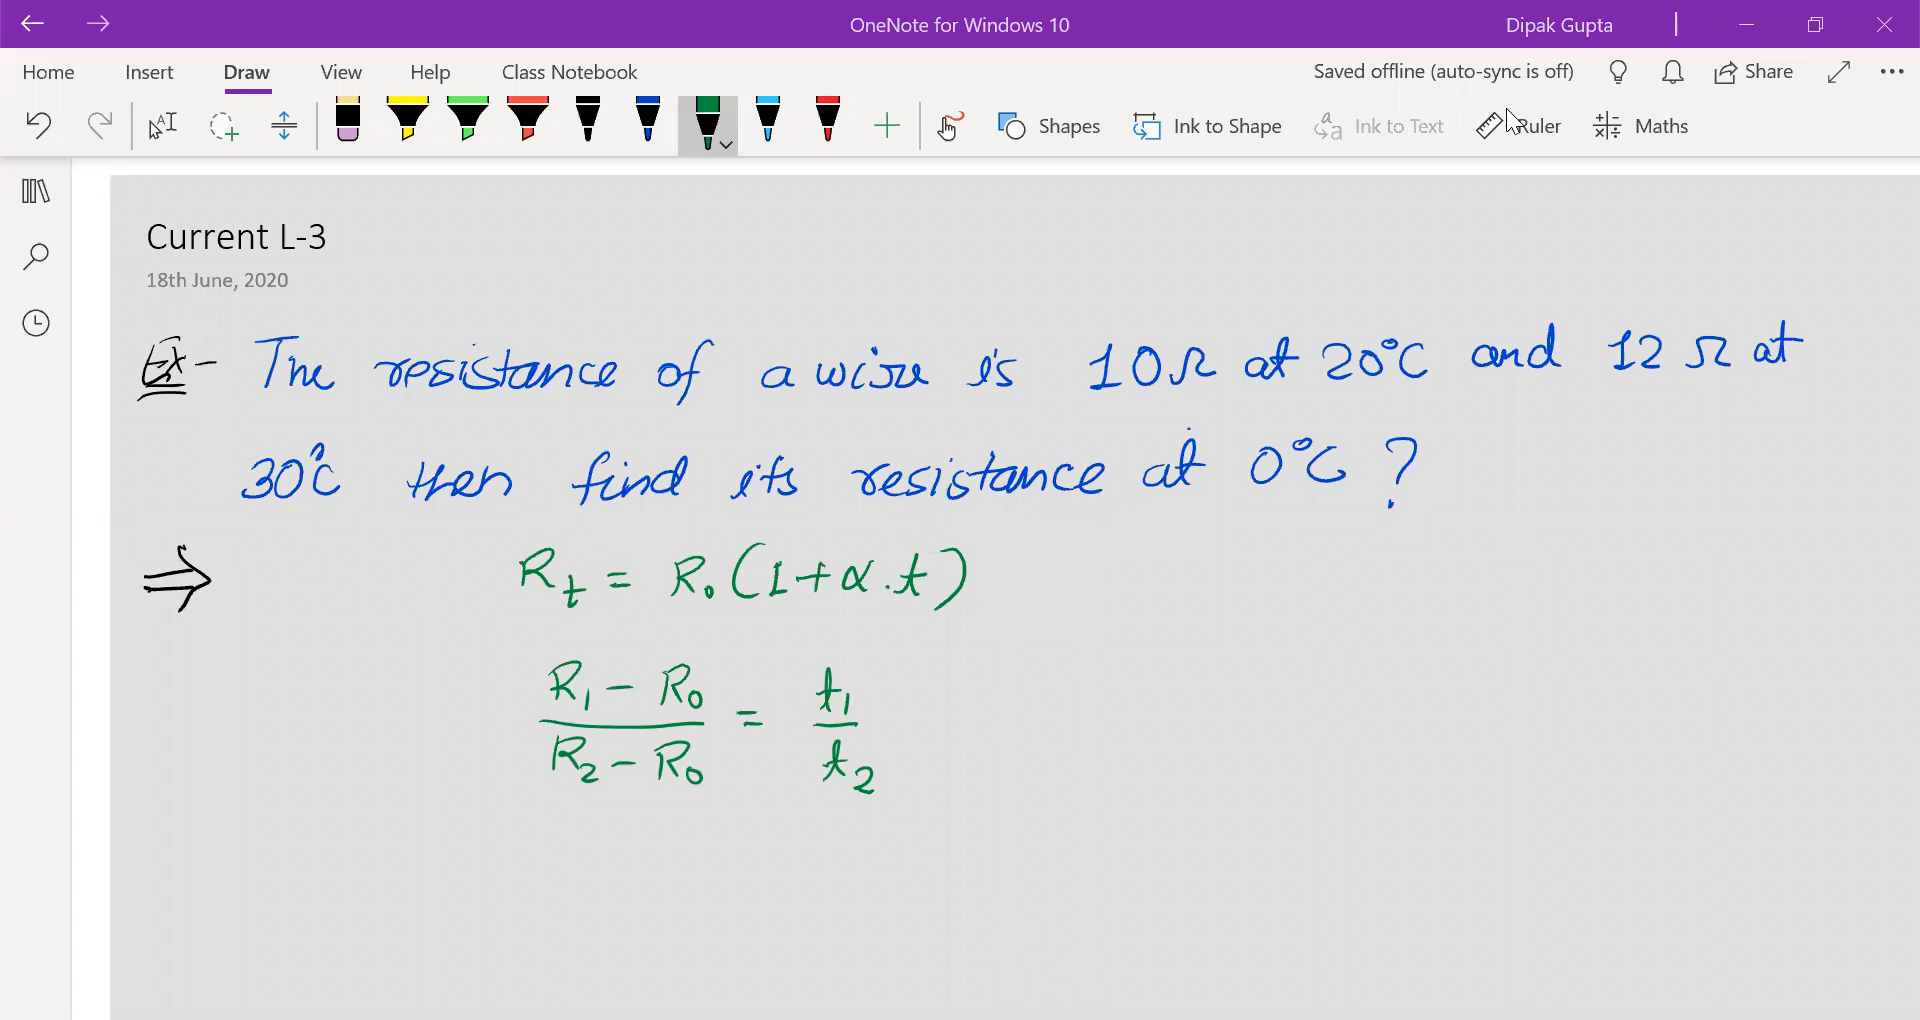 OneNote for Windows 10
Dipak Gupta
Home Insert Draw View Help Class Notebook
Saved offline (auto-sync is off) Share
Shapes Ink to Shape Ink to Text Ruler Maths
Current L-3
18th June, 2020
Ex- The resistance of a wire is 10Ω at 20°C and 12 Ω at
30°C then find its resistance at 0°C ?
⇒ R_t = R₀ (1+α.t)
R₁ - R₀ / R₂ - R₀ = t₁ / t₂